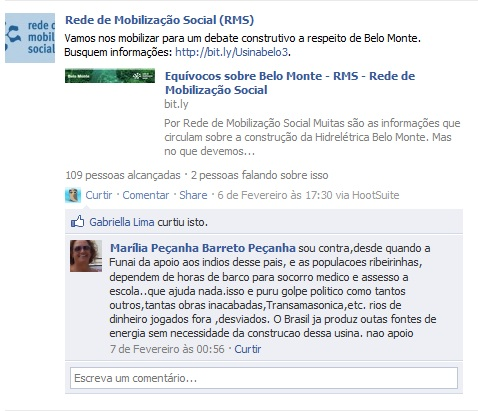 rede de
mobiliz
social
Rede de Mobilização Social (RMS)
Vamos nos mobilizar para um debate construtivo a respeito de Belo Monte.
Busquem informações: http://bit.ly/Usinabelo3.
Belo Monte
Equívocos sobre Belo Monte - RMS - Rede de
Mobilização Social
bit.ly
Por Rede de Mobilização Social Muitas são as informações que
circulam sobre a construção da Hidrelétrica Belo Monte. Mas
no que devemos...
109 pessoas alcançadas · 2 pessoas falando sobre isso
Curtir · Comentar · Share · 6 de Fevereiro às 17:30 via HootSuite
Gabriella Lima curtiu isto.
Marília Peçanha Barreto Peçanha sou contra,desde quando a
Funai da apoio aos indios desse pais, e as populacoes ribeirinhas,
dependem de horas de barco para socorro medico e assesso a
escola..que ajuda nada.isso e puru golpe politico como tantos
outros,tantas obras inacabadas,Transamasonica,etc. rios de
dinheiro jogados fora ,desviados. O Brasil ja produz outas fontes de
energia sem necessidade da construcao dessa usina. nao apoio
7 de Fevereiro às 00:56 · Curtir
Escreva um comentário...